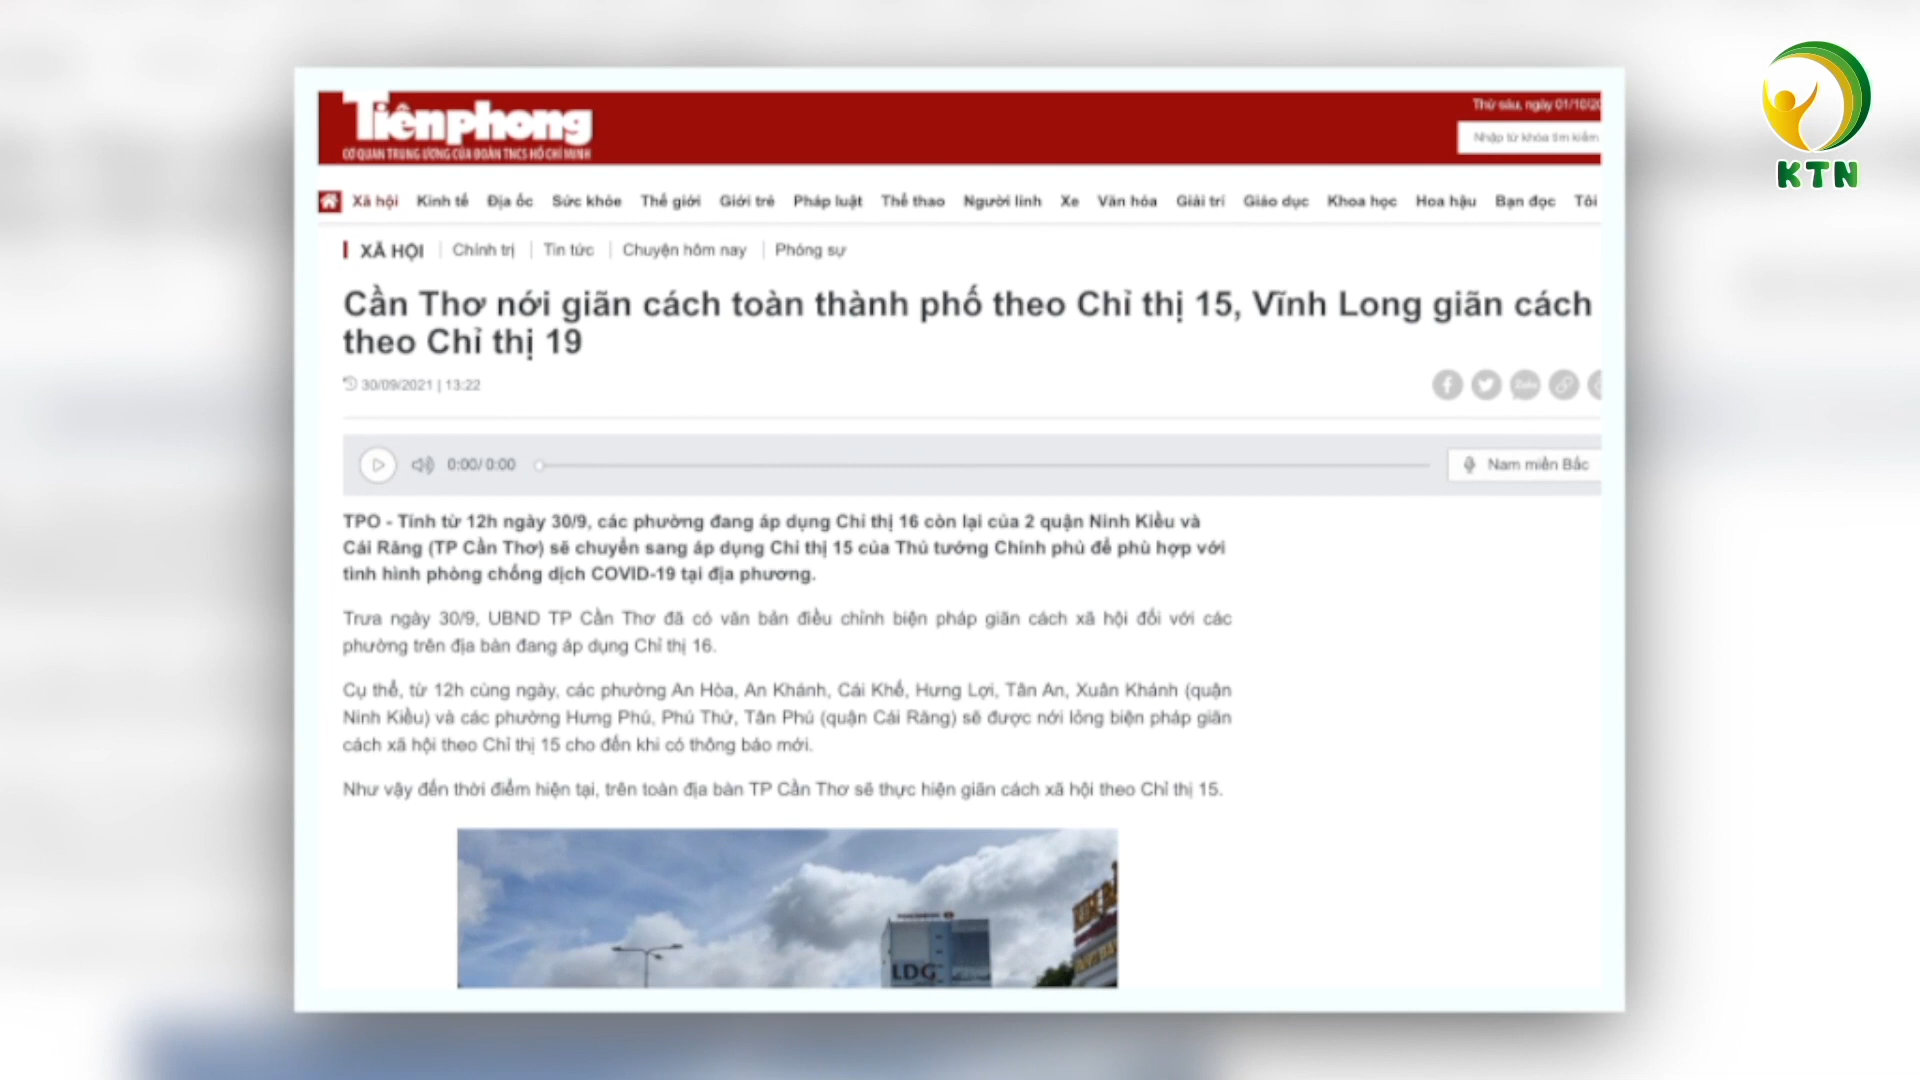 Tiền phong
CƠ QUAN TRUNG ƯƠNG CỦA ĐOÀN TNCS HỒ CHÍ MINH
Thứ sáu, ngày 01/10/20
Nhập từ khóa tìm kiếm
KTN
Xã hội Kinh tế Địa ốc Sức khỏe Thế giới Giới trẻ Pháp luật Thể thao Người lính Xe Văn hóa Giải trí Giáo dục Khoa học Hoa hậu Bạn đọc Tôi
XÃ HỘI Chính trị Tin tức Chuyện hôm nay Phóng sự
Cần Thơ nới giãn cách toàn thành phố theo Chỉ thị 15, Vĩnh Long giãn cách
theo Chỉ thị 19
30/09/2021 | 13:22
Zalo
0:00/ 0:00
Nam miền Bắc
TPO - Tính từ 12h ngày 30/9, các phường đang áp dụng Chỉ thị 16 còn lại của 2 quận Ninh Kiều và
Cái Răng (TP Cần Thơ) sẽ chuyển sang áp dụng Chỉ thị 15 của Thủ tướng Chính phủ để phù hợp với
tình hình phòng chống dịch COVID-19 tại địa phương.
Trưa ngày 30/9, UBND TP Cần Thơ đã có văn bản điều chỉnh biện pháp giãn cách xã hội đối với các
phường trên địa bàn đang áp dụng Chỉ thị 16.
Cụ thể, từ 12h cùng ngày, các phường An Hòa, An Khánh, Cái Khế, Hưng Lợi, Tân An, Xuân Khánh (quận
Ninh Kiều) và các phường Hưng Phú, Phú Thứ, Tân Phú (quận Cái Răng) sẽ được nới lỏng biện pháp giãn
cách xã hội theo Chỉ thị 15 cho đến khi có thông báo mới.
Như vậy đến thời điểm hiện tại, trên toàn địa bàn TP Cần Thơ sẽ thực hiện giãn cách xã hội theo Chỉ thị 15.
LDG